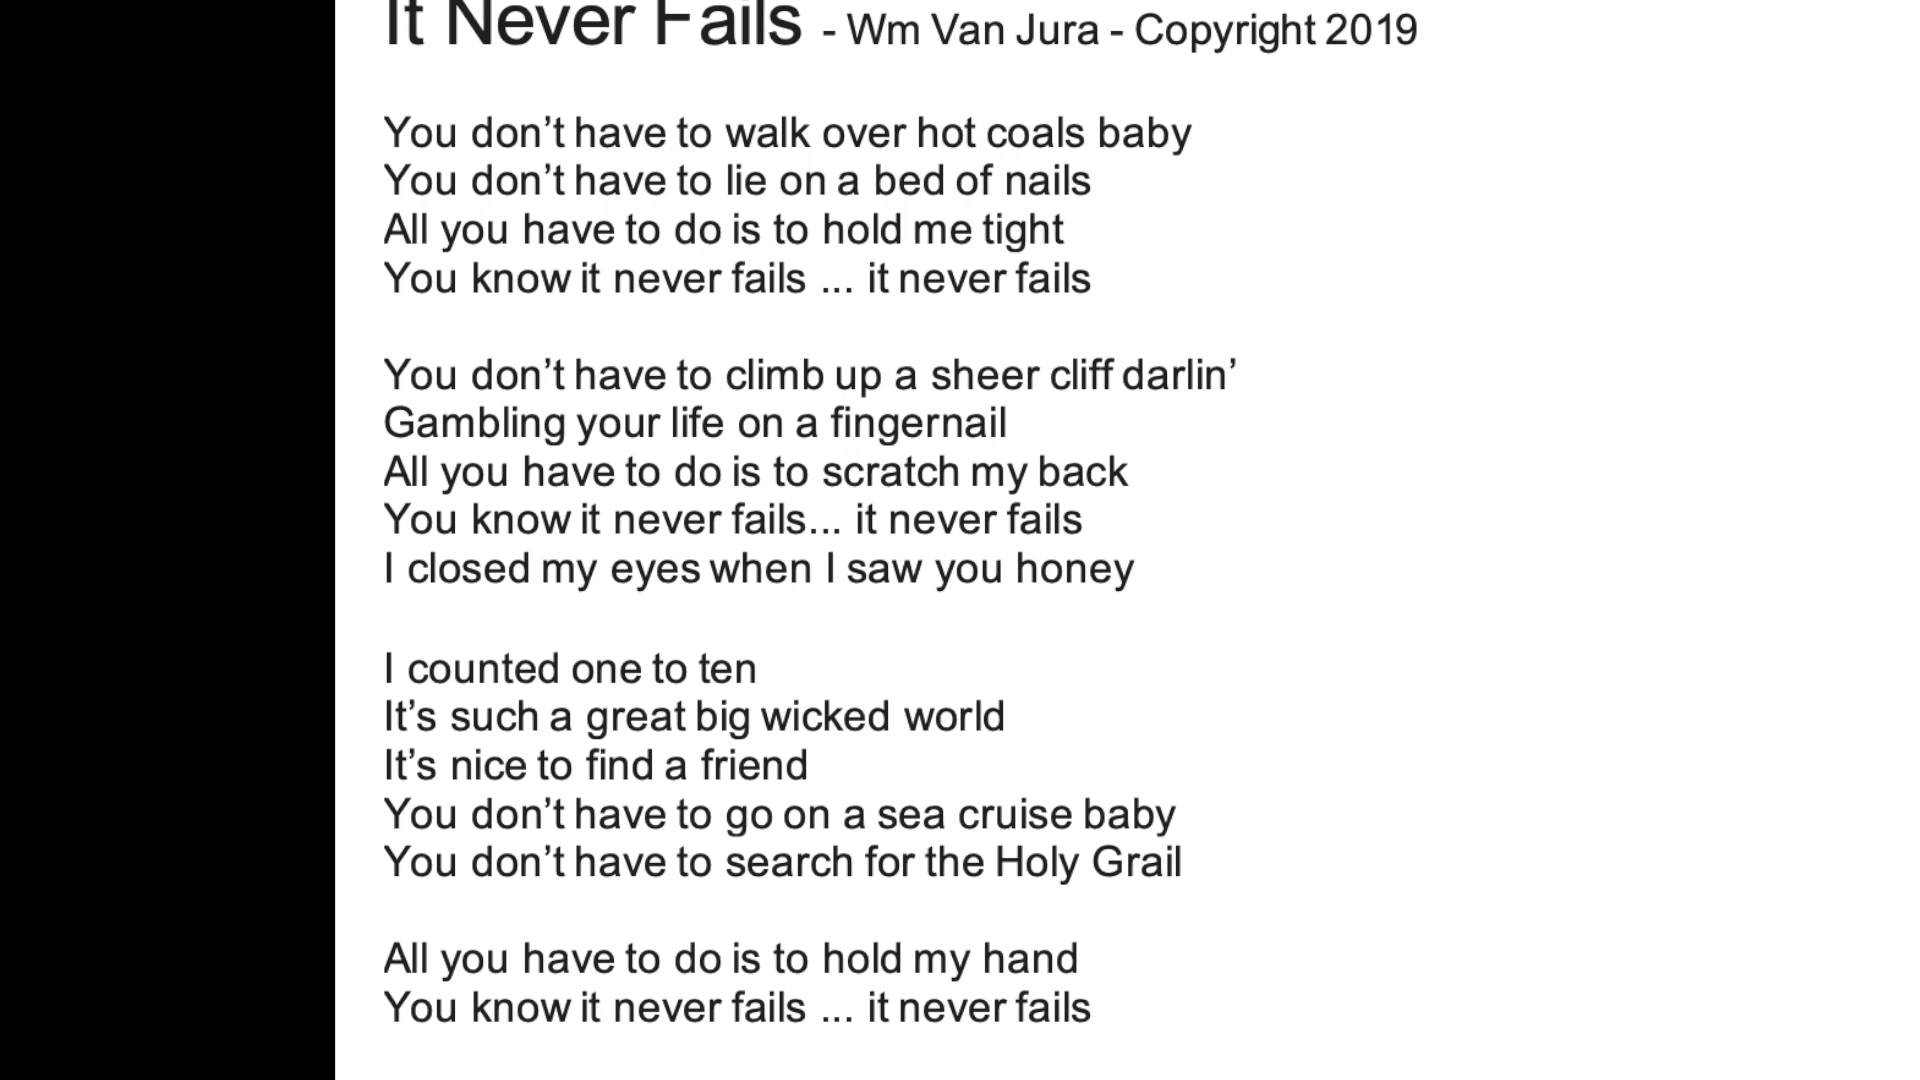 It Never Fails - Wm Van Jura - Copyright 2019
You don’t have to walk over hot coals baby
You don’t have to lie on a bed of nails
All you have to do is to hold me tight
You know it never fails ... it never fails
You don’t have to climb up a sheer cliff darlin’
Gambling your life on a fingernail
All you have to do is to scratch my back
You know it never fails... it never fails
I closed my eyes when I saw you honey
I counted one to ten
It’s such a great big wicked world
It’s nice to find a friend
You don’t have to go on a sea cruise baby
You don’t have to search for the Holy Grail
All you have to do is to hold my hand
You know it never fails ... it never fails